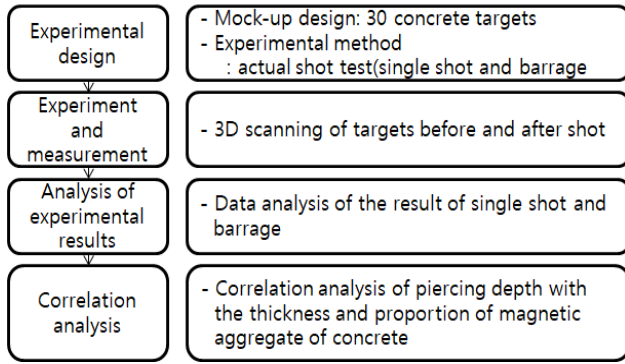 Experimental
design
- Mock-up design: 30 concrete targets
- Experimental method
: actual shot test(single shot and barrage
Experiment
and
measurement
- 3D scanning of targets before and after shot
Analysis of
experimental
results
- Data analysis of the result of single shot and
barrage
Correlation
analysis
- Correlation analysis of piercing depth with
the thickness and proportion of magnetic
aggregate of concrete